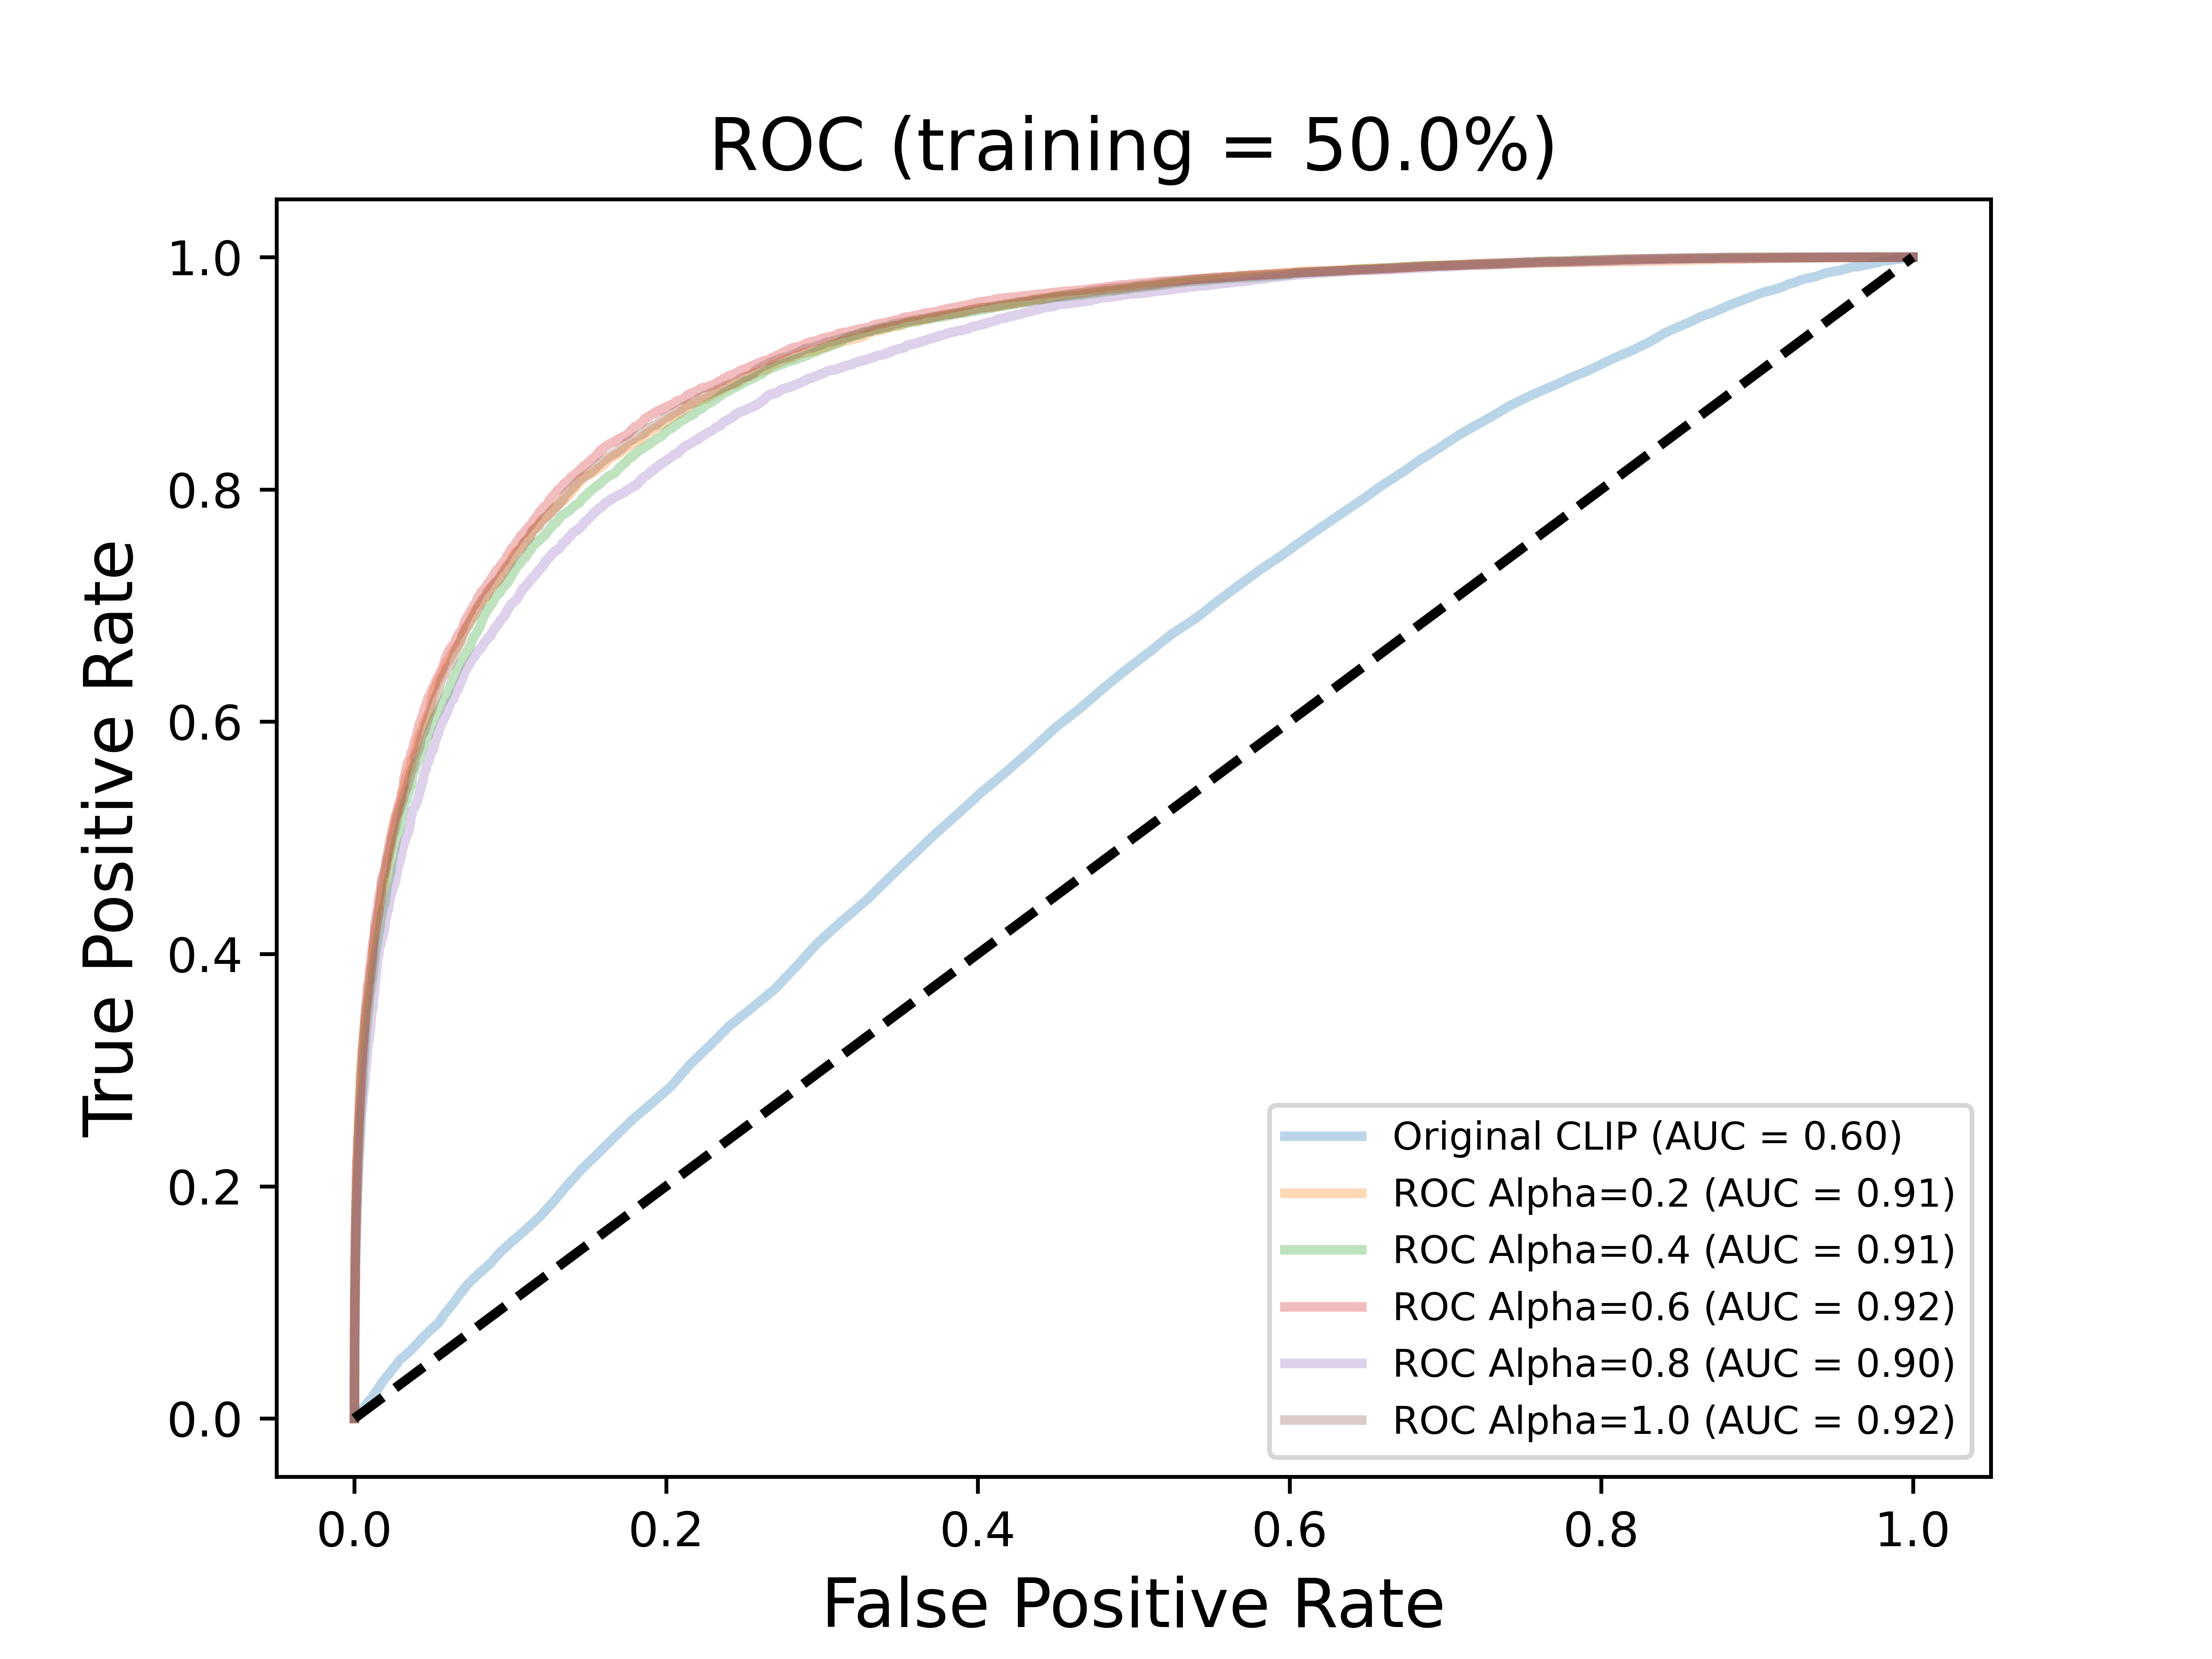 ROC (training = 50.0%)
True Positive Rate
1.0
0.8
0.6
0.4
0.2
0.0
Original CLIP (AUC = 0.60)
ROC Alpha=0.2 (AUC = 0.91)
ROC Alpha=0.4 (AUC = 0.91)
ROC Alpha=0.6 (AUC = 0.92)
ROC Alpha=0.8 (AUC = 0.90)
ROC Alpha=1.0 (AUC = 0.92)
0.0 0.2 0.4 0.6 0.8 1.0
False Positive Rate